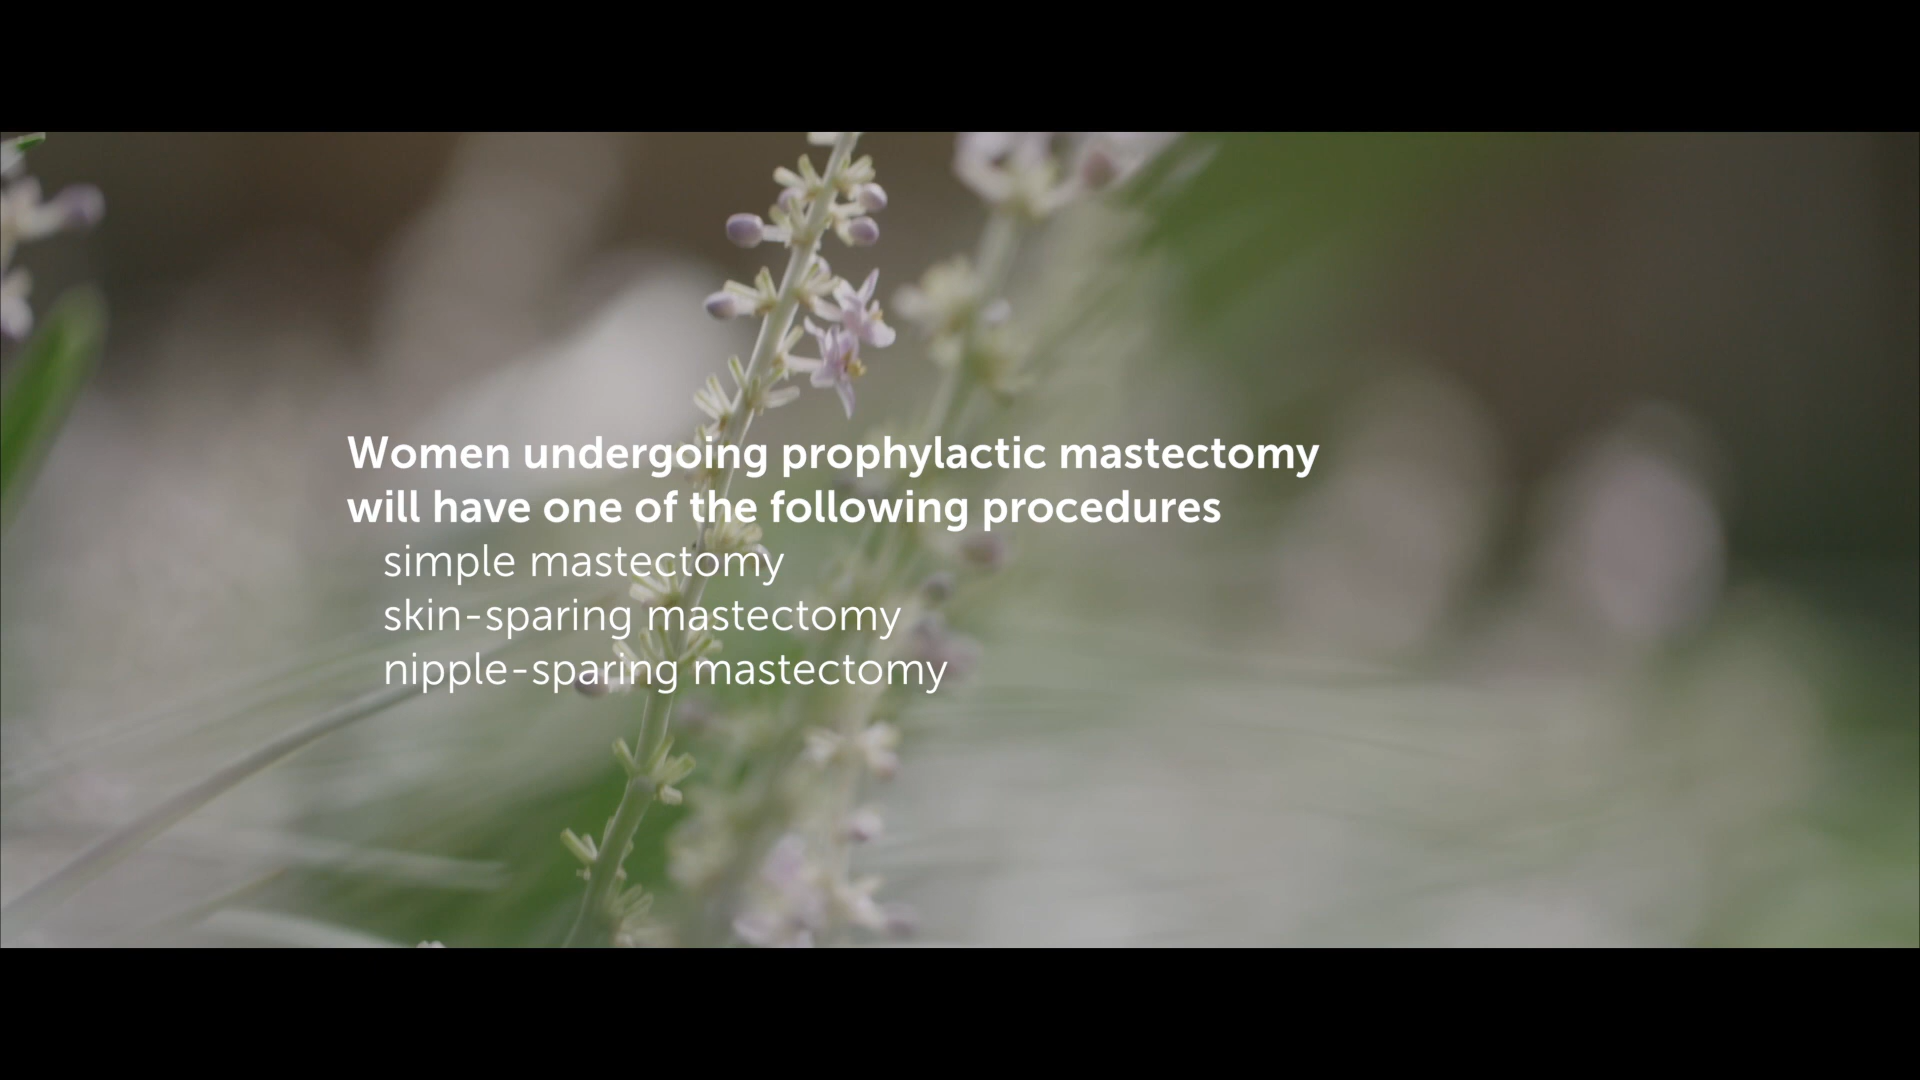 Women undergoing prophylactic mastectomy
will have one of the following procedures
simple mastectomy
skin-sparing mastectomy
nipple-sparing mastectomy